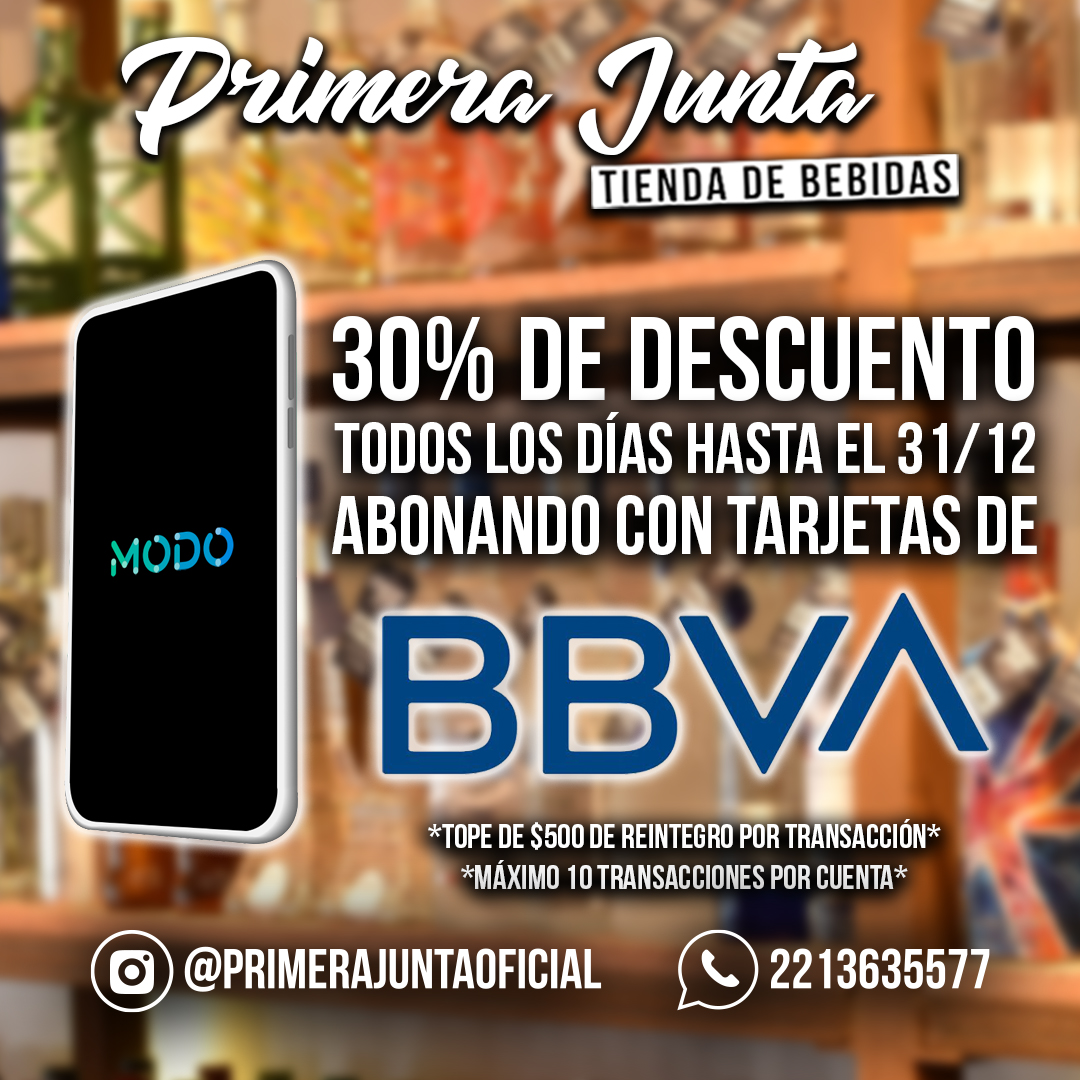 Primera Junta
TIENDA DE BEBIDAS
30% DE DESCUENTO
TODOS LOS DÍAS HASTA EL 31/12
ABONANDO CON TARJETAS DE
MODO
BBVA
*TOPE DE $500 DE REINTEGRO POR TRANSACCIÓN*
*MÁXIMO 10 TRANSACCIONES POR CUENTA*
@PRIMERAJUNTAOFICIAL
2213635577